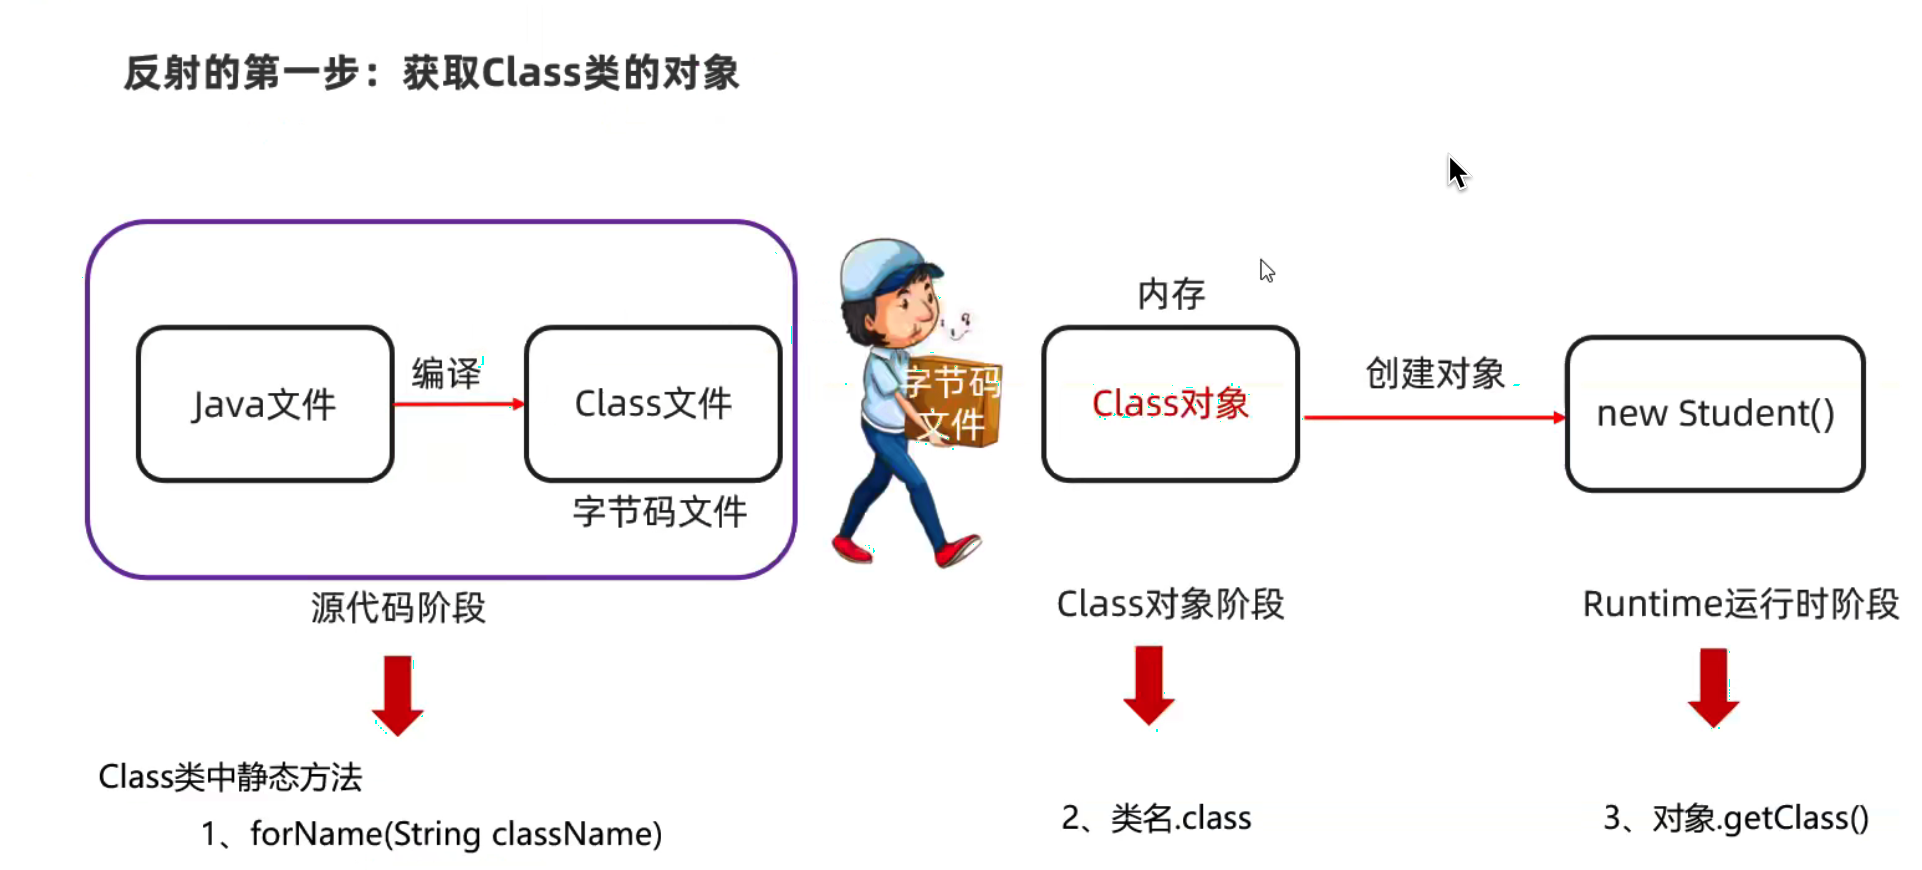 反射的第一步：获取Class类的对象
Java文件
编译
Class文件
字节码文件
源代码阶段
字节码
文件
内存
Class对象
创建对象
new Student()
Class对象阶段
Runtime运行时阶段
Class类中静态方法
1、forName(String className)
2、类名.class
3、对象.getClass()